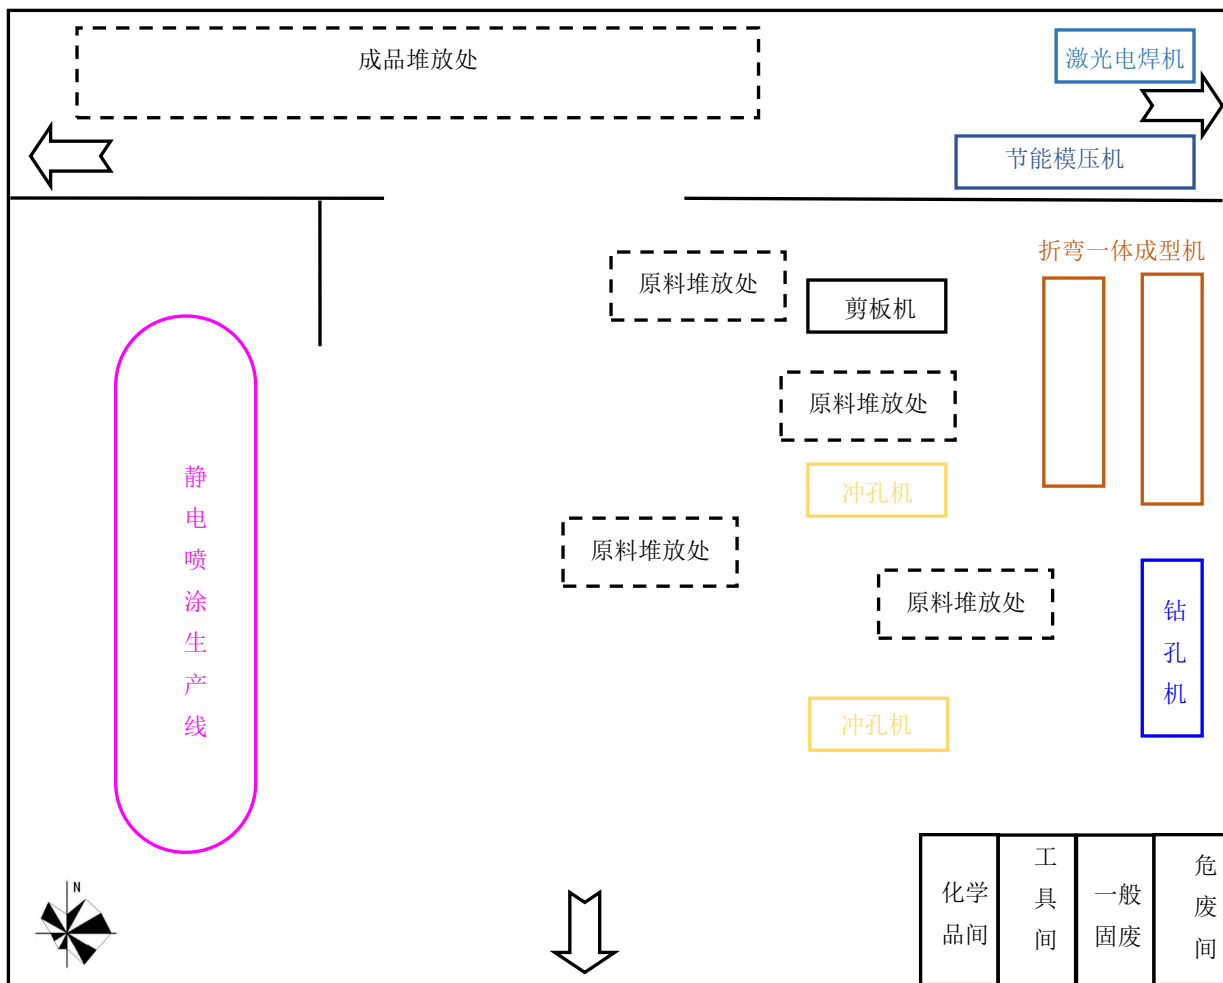 成品堆放处
激光电焊机
节能模压机
折弯一体成型机
原料堆放处
剪板机
原料堆放处
冲孔机
原料堆放处
原料堆放处
静
电
喷
涂
生
产
线
钻
孔
机
冲孔机
N
化学
品间
工
具
间
一般
固废
危
废
间